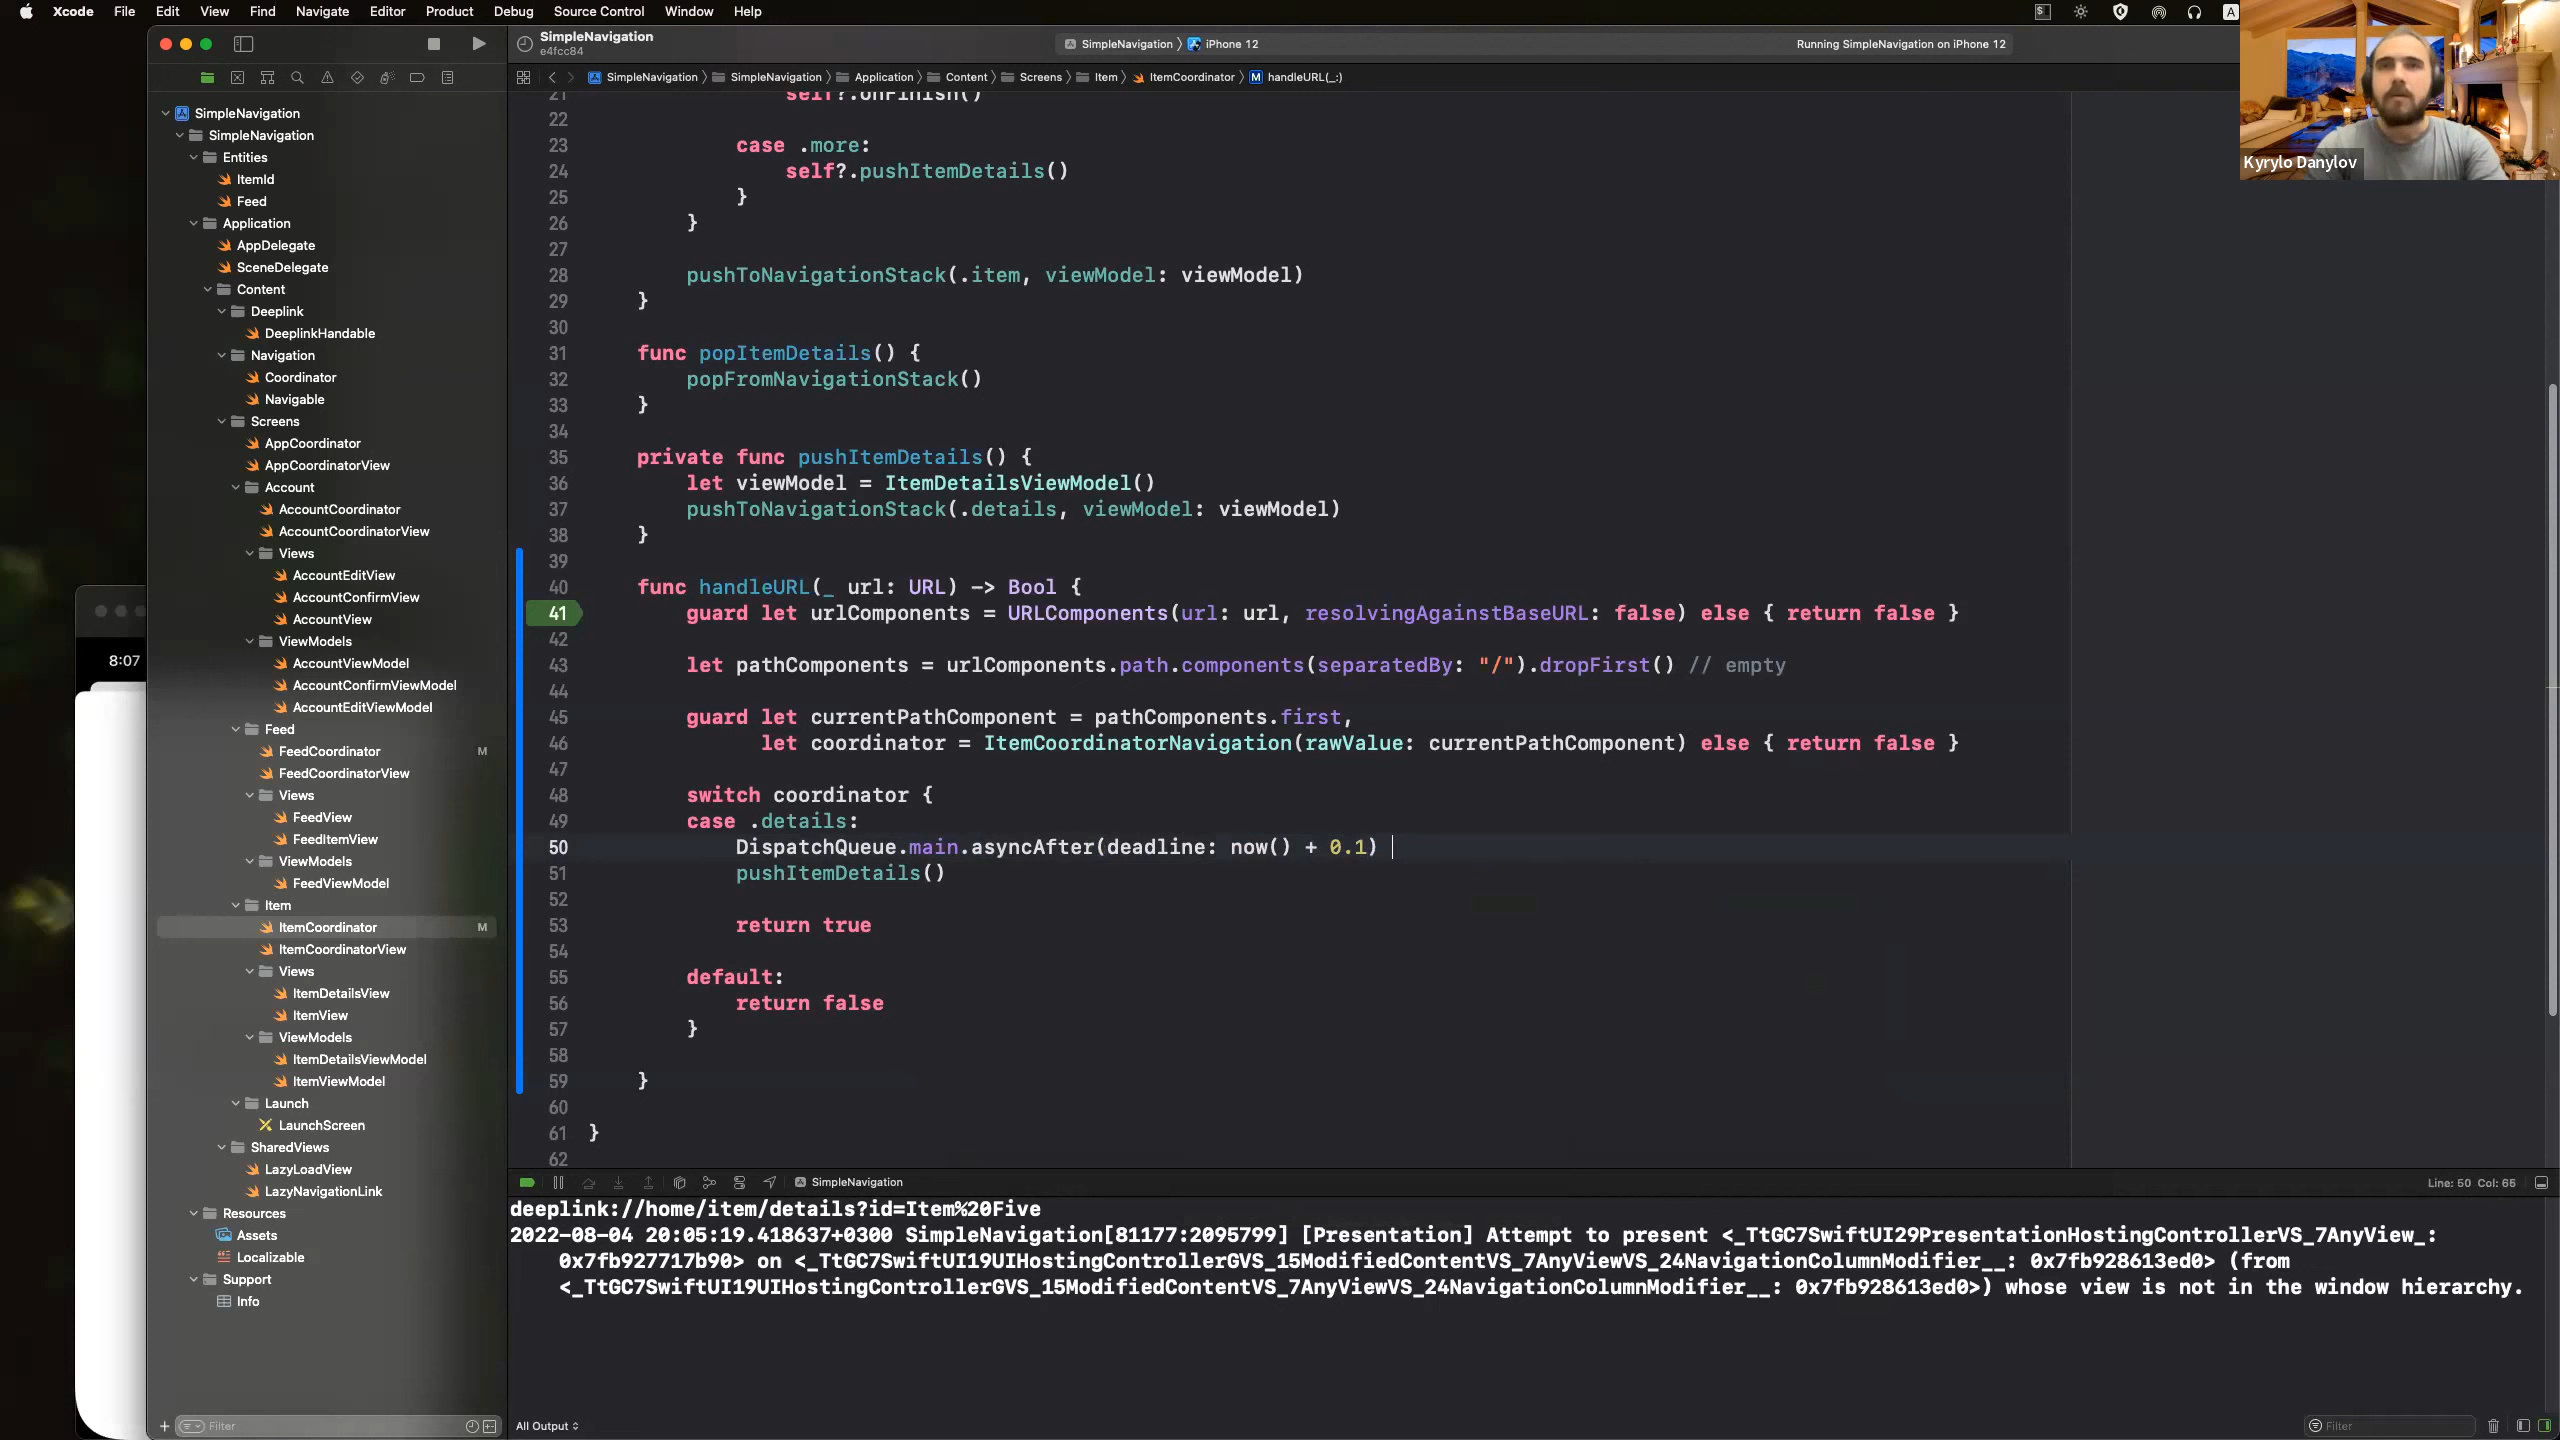 Xcode File Edit View Find Navigate Editor Product Debug Source Control Window Help
A
SimpleNavigation
e4fcc84
SimpleNavigation iPhone 12
Running SimpleNavigation on iPhone 12
SimpleNavigation SimpleNavigation Application Content Screens Item ItemCoordinator M handleURL(_:)
Kyrylo Danylov
8:07
SimpleNavigation
SimpleNavigation
Entities
ItemId
Feed
Application
AppDelegate
SceneDelegate
Content
Deeplink
DeeplinkHandable
Navigation
Coordinator
Navigable
Screens
AppCoordinator
AppCoordinatorView
Account
AccountCoordinator
AccountCoordinatorView
Views
AccountEditView
AccountConfirmView
AccountView
ViewModels
AccountViewModel
AccountConfirmViewModel
AccountEditViewModel
Feed
FeedCoordinator M
FeedCoordinatorView
Views
FeedView
FeedItemView
ViewModels
FeedViewModel
Item
ItemCoordinator M
ItemCoordinatorView
Views
ItemDetailsView
ItemView
ViewModels
ItemDetailsViewModel
ItemViewModel
Launch
LaunchScreen
SharedViews
LazyLoadView
LazyNavigationLink
Resources
Assets
Localizable
Support
Info
Filter
21 self?.onFinish()
22
23 case .more:
24 self?.pushItemDetails()
25 }
26 }
27
28 pushToNavigationStack(.item, viewModel: viewModel)
29 }
30
31 func popItemDetails() {
32 popFromNavigationStack()
33 }
34
35 private func pushItemDetails() {
36 let viewModel = ItemDetailsViewModel()
37 pushToNavigationStack(.details, viewModel: viewModel)
38 }
39
40 func handleURL(_ url: URL) -> Bool {
41 guard let urlComponents = URLComponents(url: url, resolvingAgainstBaseURL: false) else { return false }
42
43 let pathComponents = urlComponents.path.components(separatedBy: "/").dropFirst() // empty
44
45 guard let currentPathComponent = pathComponents.first,
46 let coordinator = ItemCoordinatorNavigation(rawValue: currentPathComponent) else { return false }
47
48 switch coordinator {
49 case .details:
50 DispatchQueue.main.asyncAfter(deadline: now() + 0.1)
51 pushItemDetails()
52
53 return true
54
55 default:
56 return false
57 }
58
59 }
60
61 }
62
SimpleNavigation
Line: 50 Col: 65
deeplink://home/item/details?id=Item%20Five
2022-08-04 20:05:19.418637+0300 SimpleNavigation[81177:2095799] [Presentation] Attempt to present <_TtGC7SwiftUI29PresentationHostingControllerVS_7AnyView_:
0x7fb927717b90> on <_TtGC7SwiftUI19UIHostingControllerGVS_15ModifiedContentVS_7AnyViewVS_24NavigationColumnModifier__: 0x7fb928613ed0> (from
<_TtGC7SwiftUI19UIHostingControllerGVS_15ModifiedContentVS_7AnyViewVS_24NavigationColumnModifier__: 0x7fb928613ed0>) whose view is not in the window hierarchy.
All Output
Filter